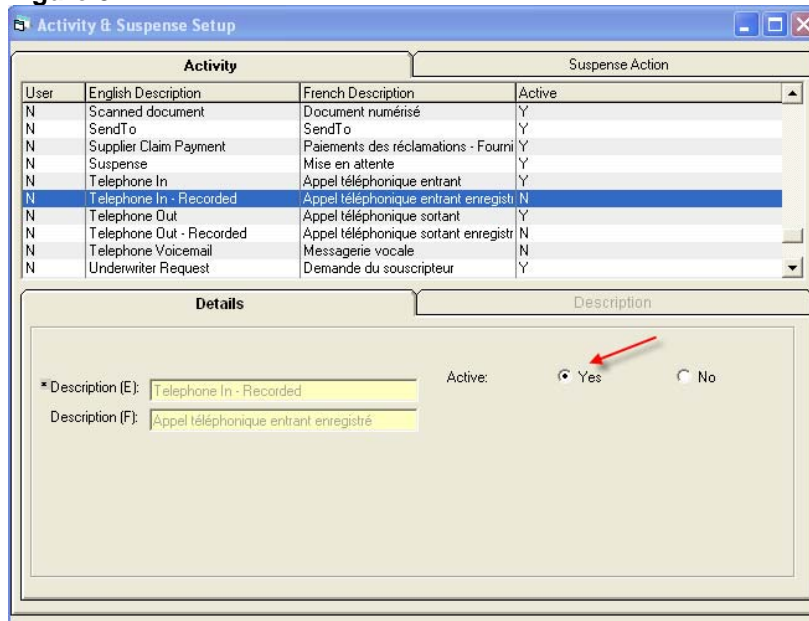 Activity & Suspense Setup
Activity Suspense Action
User English Description French Description Active
N Scanned document Document numérisé Y
N SendTo SendTo Y
N Supplier Claim Payment Paiements des réclamations - Fourni Y
N Suspense Mise en attente Y
N Telephone In Appel téléphonique entrant Y
N Telephone In - Recorded Appel téléphonique entrant enregistr N
N Telephone Out Appel téléphonique sortant Y
N Telephone Out - Recorded Appel téléphonique sortant enregistr N
N Telephone Voicemail Messagerie vocale N
N Underwriter Request Demande du souscripteur Y
Details Description
* Description (E): Telephone In - Recorded Active: Yes No
Description (F): Appel téléphonique entrant enregistré